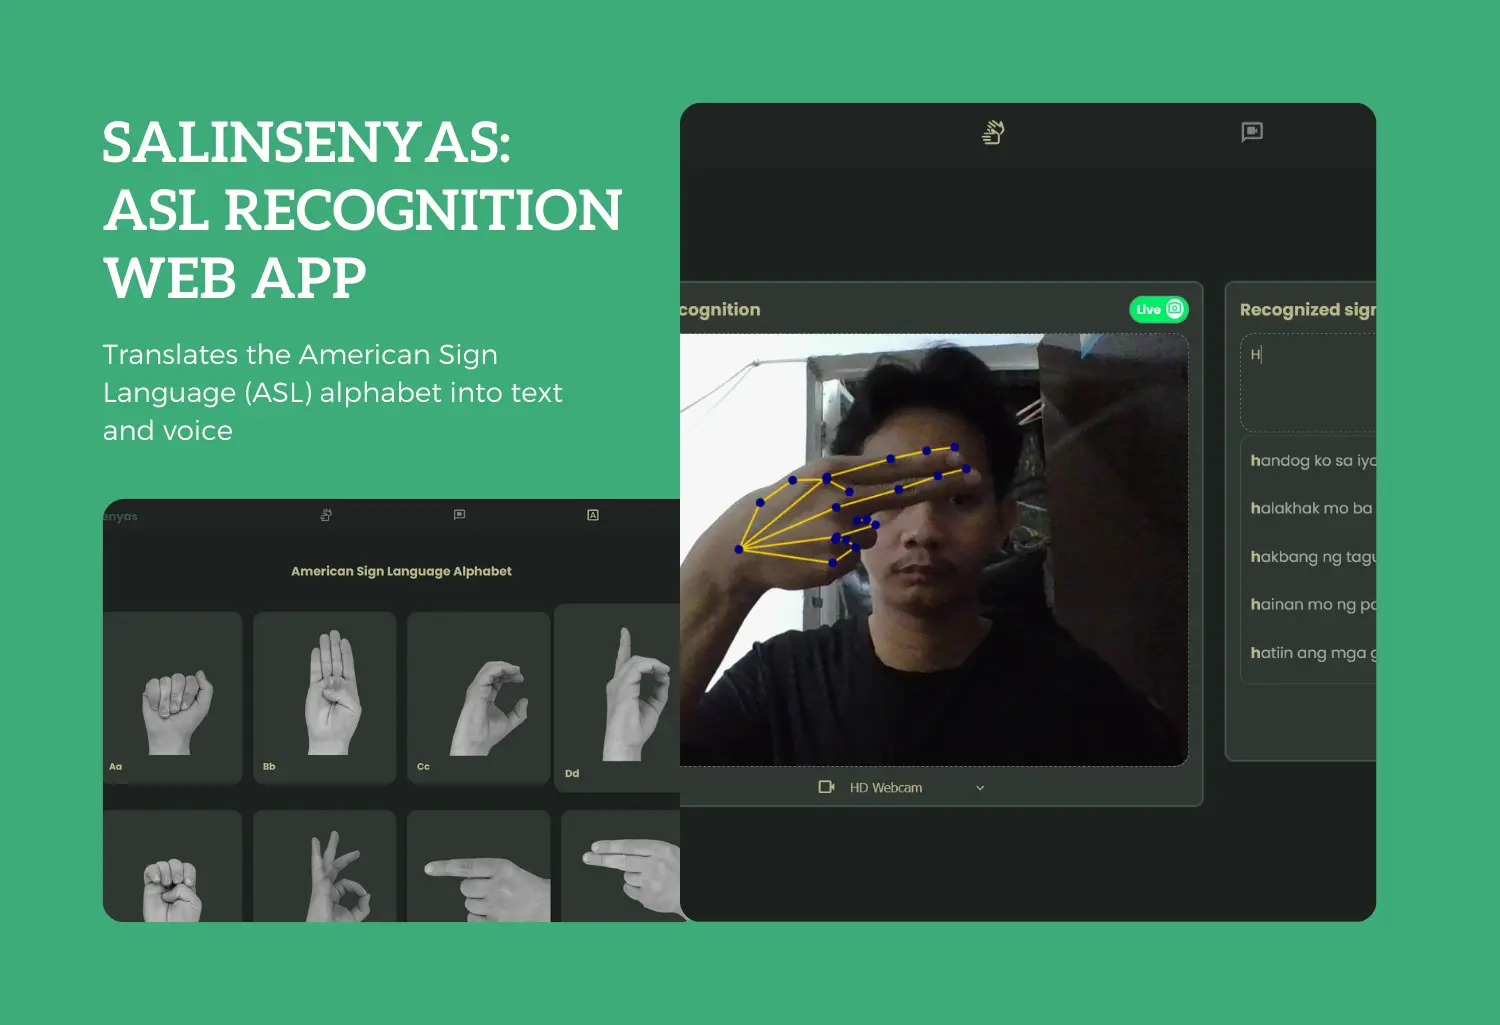 SALINSENYAS:
ASL RECOGNITION
WEB APP
Translates the American Sign
Language (ASL) alphabet into text
and voice
enyas
American Sign Language Alphabet
Aa
Bb
Cc
Dd
cognition
Live
HD Webcam
Recognized sign
H
handog ko sa iyo
halakhak mo ba
hakbang ng tagu
hainan mo ng pa
hatiin ang mga g